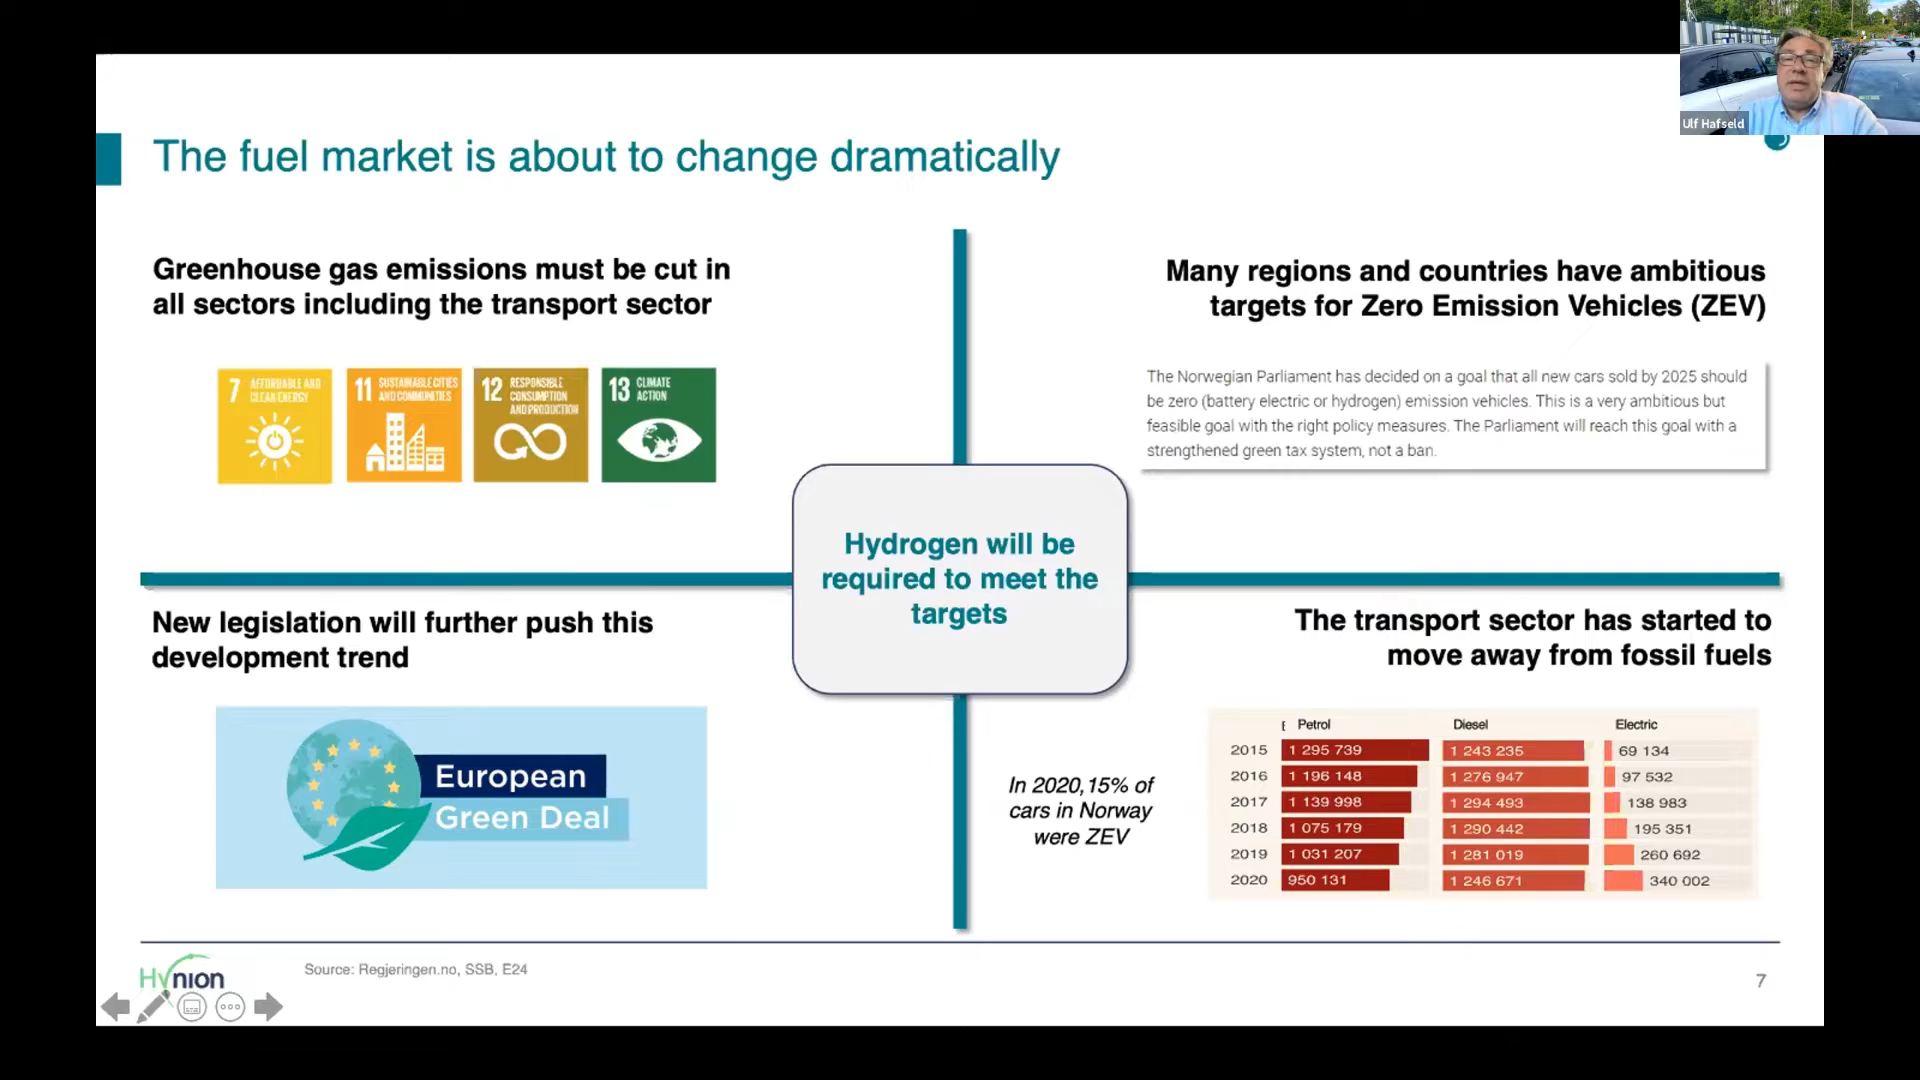 Ulf Hafseld
The fuel market is about to change dramatically
Greenhouse gas emissions must be cut in
all sectors including the transport sector
7 AFFORDABLE AND
CLEAN ENERGY
11 SUSTAINABLE CITIES
AND COMMUNITIES
12 RESPONSIBLE
CONSUMPTION
AND PRODUCTION
13 CLIMATE
ACTION
Many regions and countries have ambitious
targets for Zero Emission Vehicles (ZEV)
The Norwegian Parliament has decided on a goal that all new cars sold by 2025 should
be zero (battery electric or hydrogen) emission vehicles. This is a very ambitious but
feasible goal with the right policy measures. The Parliament will reach this goal with a
strengthened green tax system, not a ban.
Hydrogen will be
required to meet the
targets
New legislation will further push this
development trend
European
Green Deal
The transport sector has started to
move away from fossil fuels
In 2020,15% of
cars in Norway
were ZEV
Petrol Diesel Electric
2015 1 295 739 1 243 235 69 134
2016 1 196 148 1 276 947 97 532
2017 1 139 998 1 294 493 138 983
2018 1 075 179 1 290 442 195 351
2019 1 031 207 1 281 019 260 692
2020 950 131 1 246 671 340 002
Hynion
Source: Regjeringen.no, SSB, E24
7